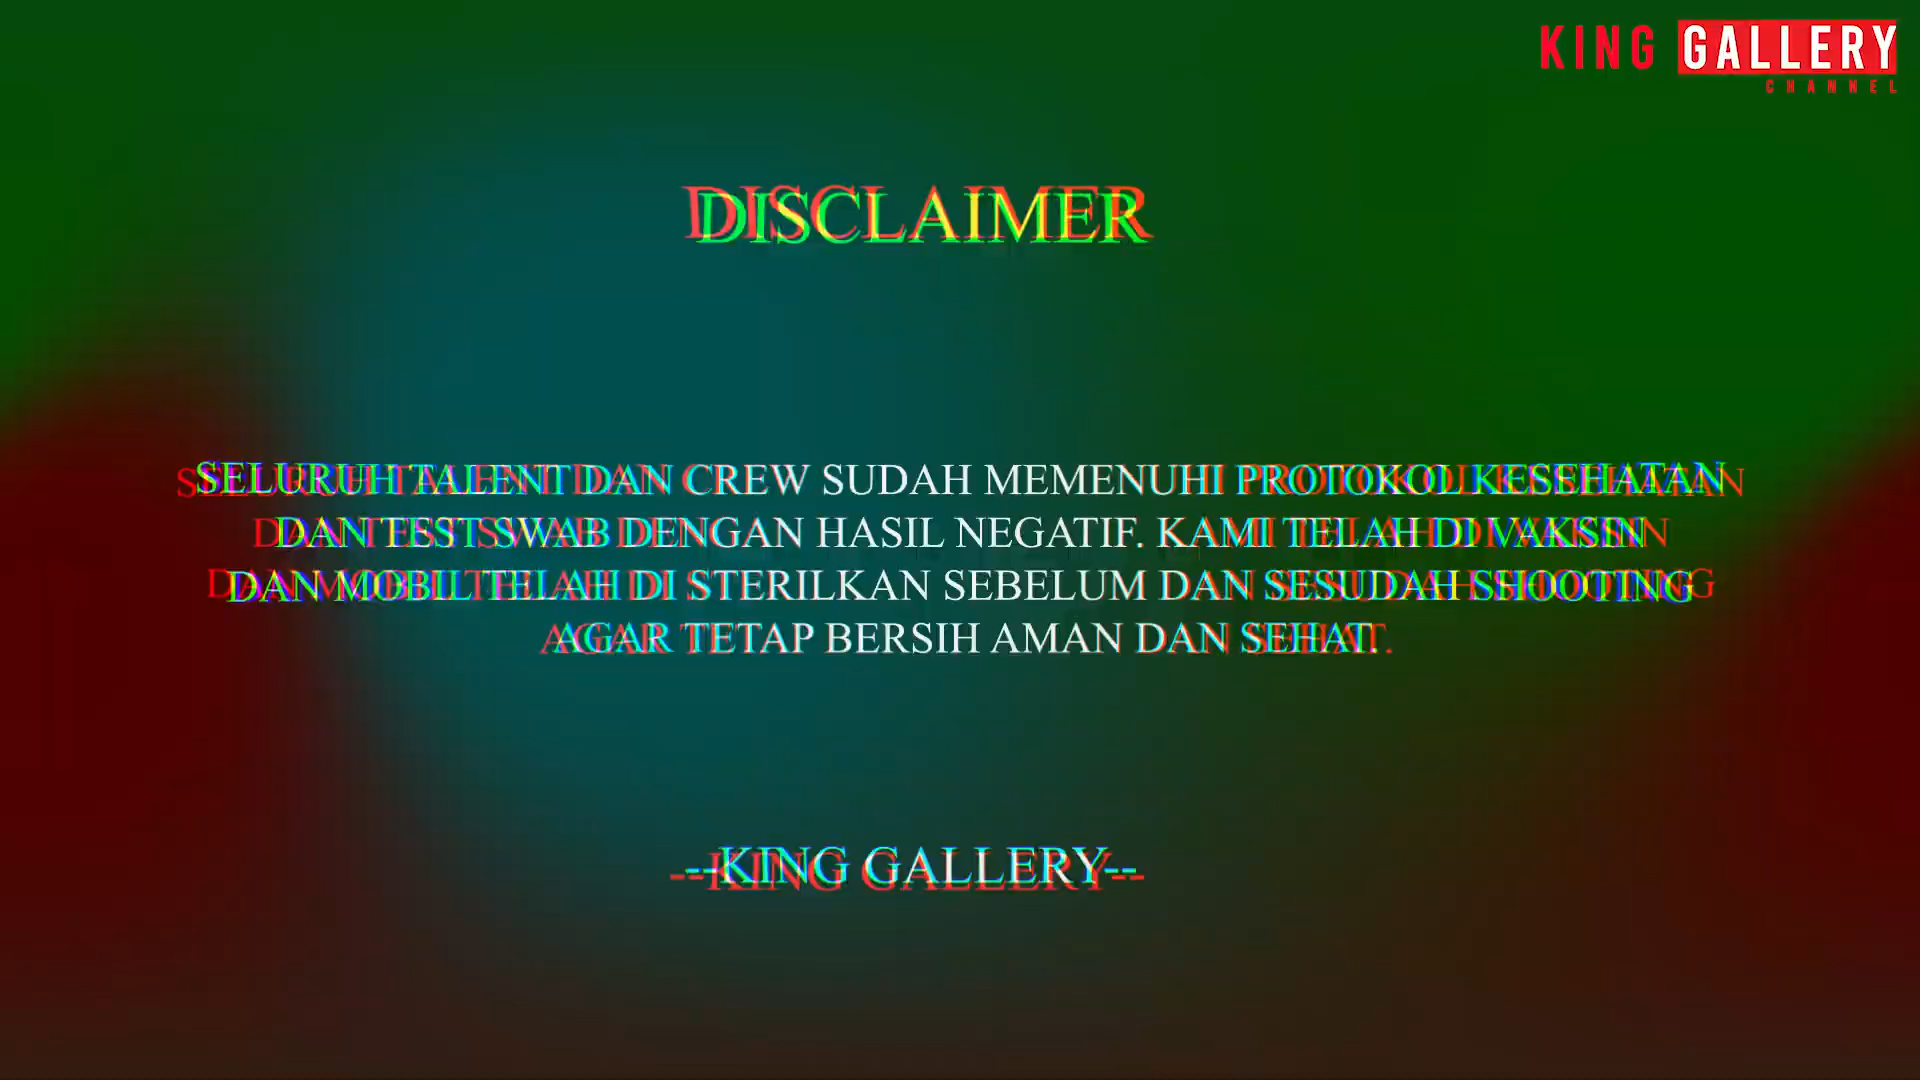 KING GALLERY
CHANNEL
DISCLAIMER
SELURUH TALENT DAN CREW SUDAH MEMENUHI PROTOKOL KESEHATAN
DAN TEST SWAB DENGAN HASIL NEGATIF. KAMI TELAH DI VAKSIN
DAN MOBIL TELAH DI STERILKAN SEBELUM DAN SESUDAH SHOOTING
AGAR TETAP BERSIH AMAN DAN SEHAT.
--KING GALLERY--